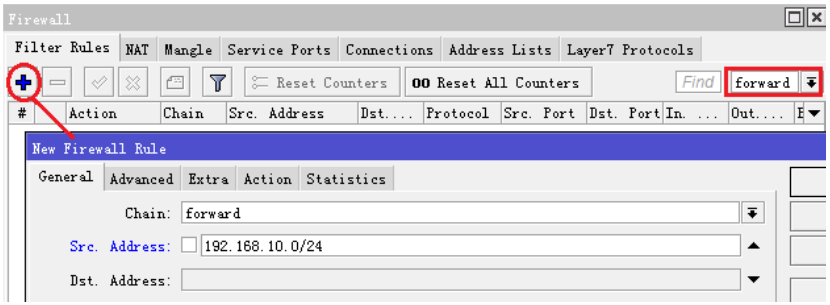 Firewall
Filter Rules NAT Mangle Service Ports Connections Address Lists Layer7 Protocols
00 Reset Counters 00 Reset All Counters Find forward
# Action Chain Src. Address Dst.... Protocol Src. Port Dst. Port In. ... Out....
New Firewall Rule
General Advanced Extra Action Statistics
Chain: forward
Src. Address: 192.168.10.0/24
Dst. Address: